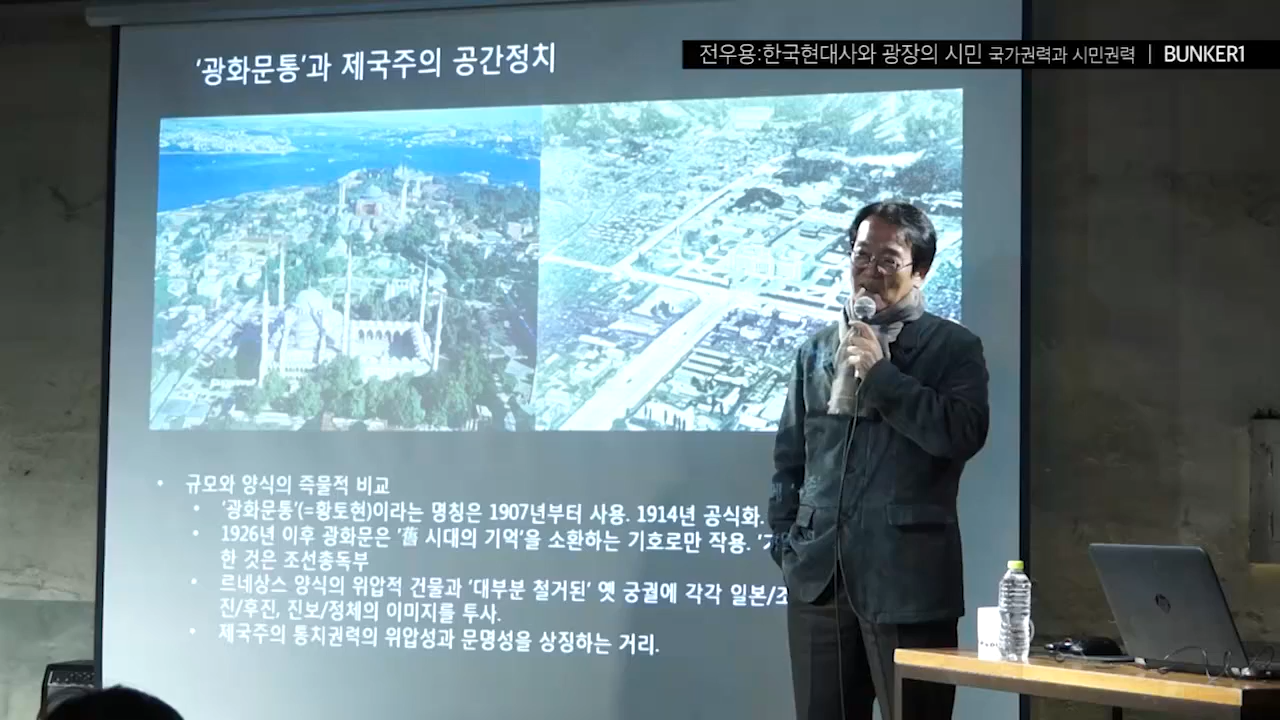 전우용:한국현대사와 광장의 시민 국가권력과 시민권력 | BUNKER1
'광화문통'과 제국주의 공간정치
• 규모와 양식의 즉물적 비교
• '광화문통'(=황토현)이라는 명칭은 1907년부터 사용. 1914년 공식화.
• 1926년 이후 광화문은 '舊 시대의 기억'을 소환하는 기호로만 작용.
한 것은 조선총독부
• 르네상스 양식의 위압적 건물과 '대부분 철거된' 옛 궁궐에 각각 일본/조
진/후진, 진보/정체의 이미지를 투사.
• 제국주의 통치권력의 위압성과 문명성을 상징하는 거리.
hp